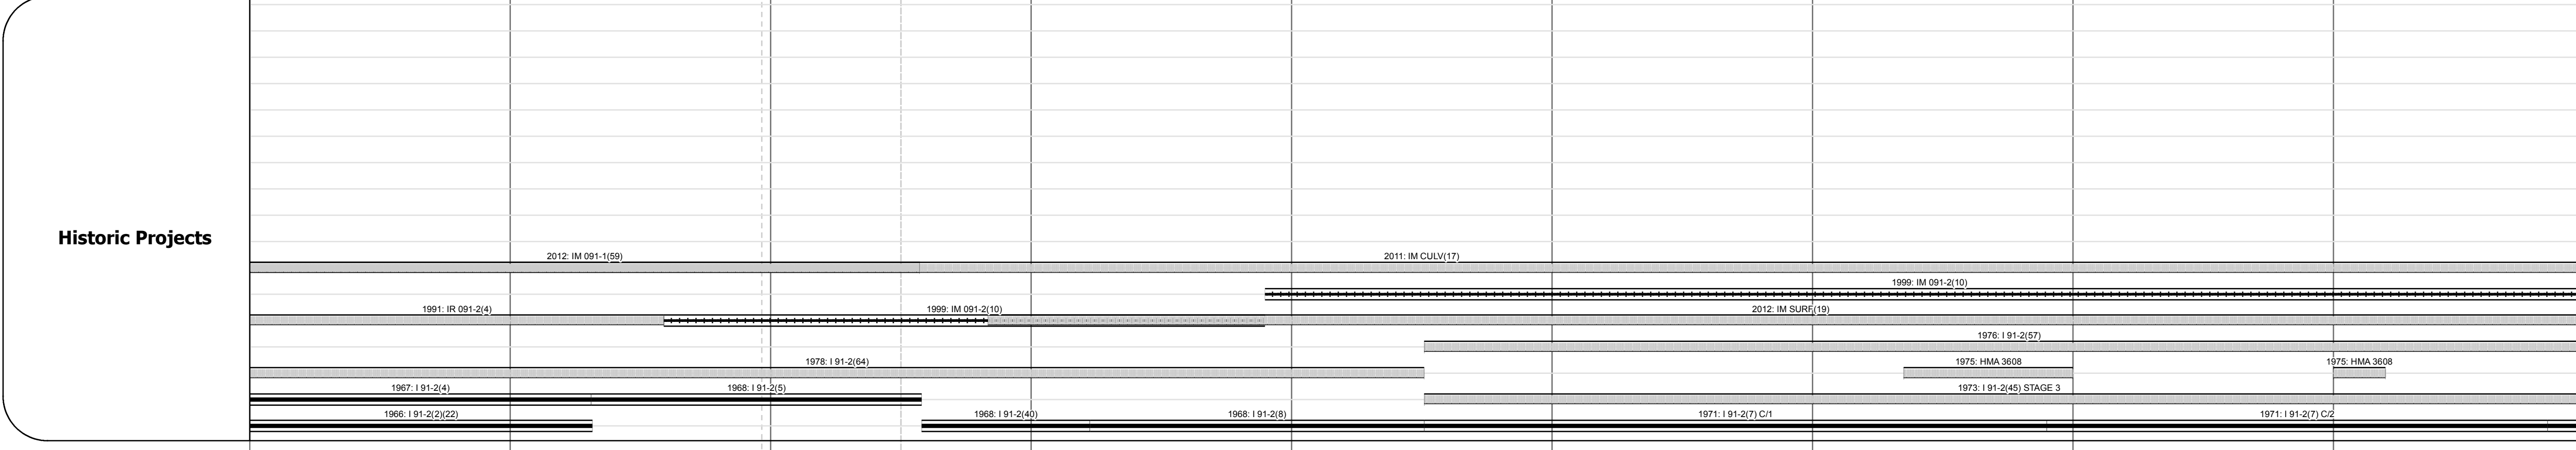 Historic Projects
2012: IM 091-1(59)
2011: IM CULV(17)
1999: IM 091-2(10)
1991: IR 091-2(4)
1999: IM 091-2(10)
2012: IM SURF(19)
1976: I 91-2(57)
1978: I 91-2(64)
1975: HMA 3608
1975: HMA 3608
1967: I 91-2(4)
1968: I 91-2(5)
1973: I 91-2(45) STAGE 3
1966: I 91-2(2)(22)
1968: I 91-2(40)
1968: I 91-2(8)
1971: I 91-2(7) C/1
1971: I 91-2(7) C/2